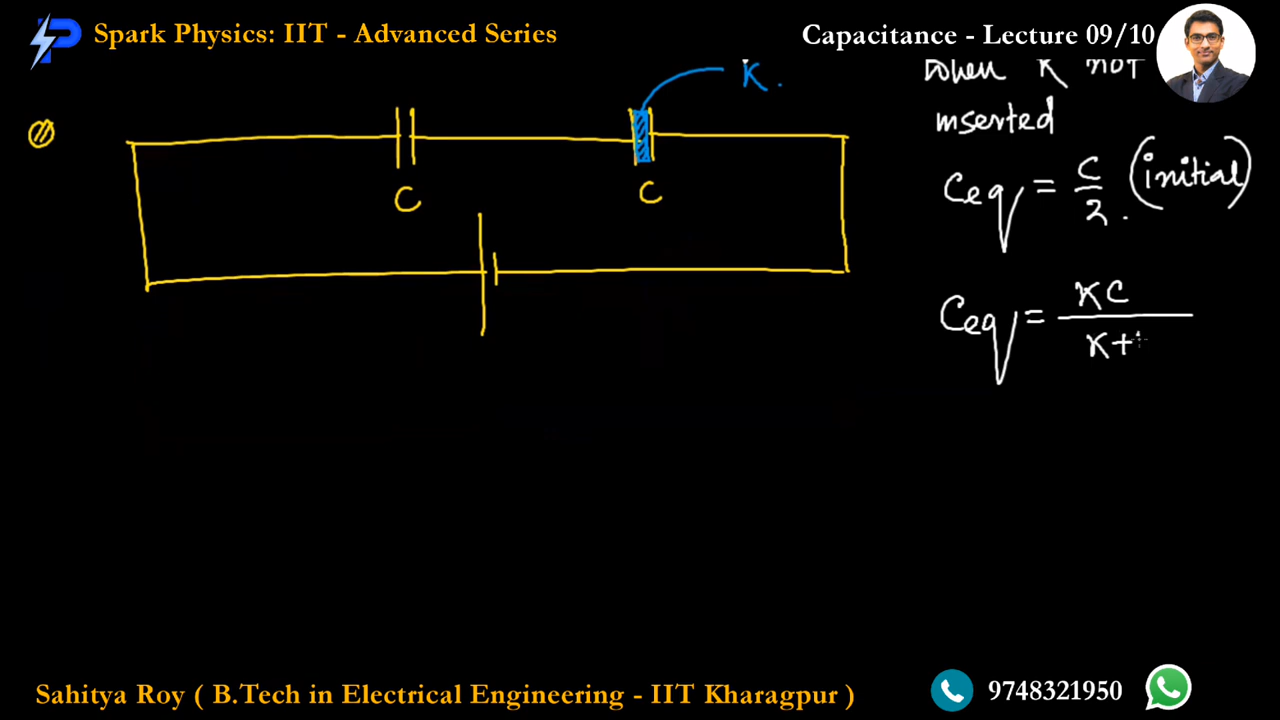 Spark Physics: IIT - Advanced Series
Capacitance - Lecture 09/10
when K not
inserted
Ceq = C/2. (initial)
K.
C
C
Ceq = KC/K+
Sahitya Roy ( B.Tech in Electrical Engineering - IIT Kharagpur )
9748321950